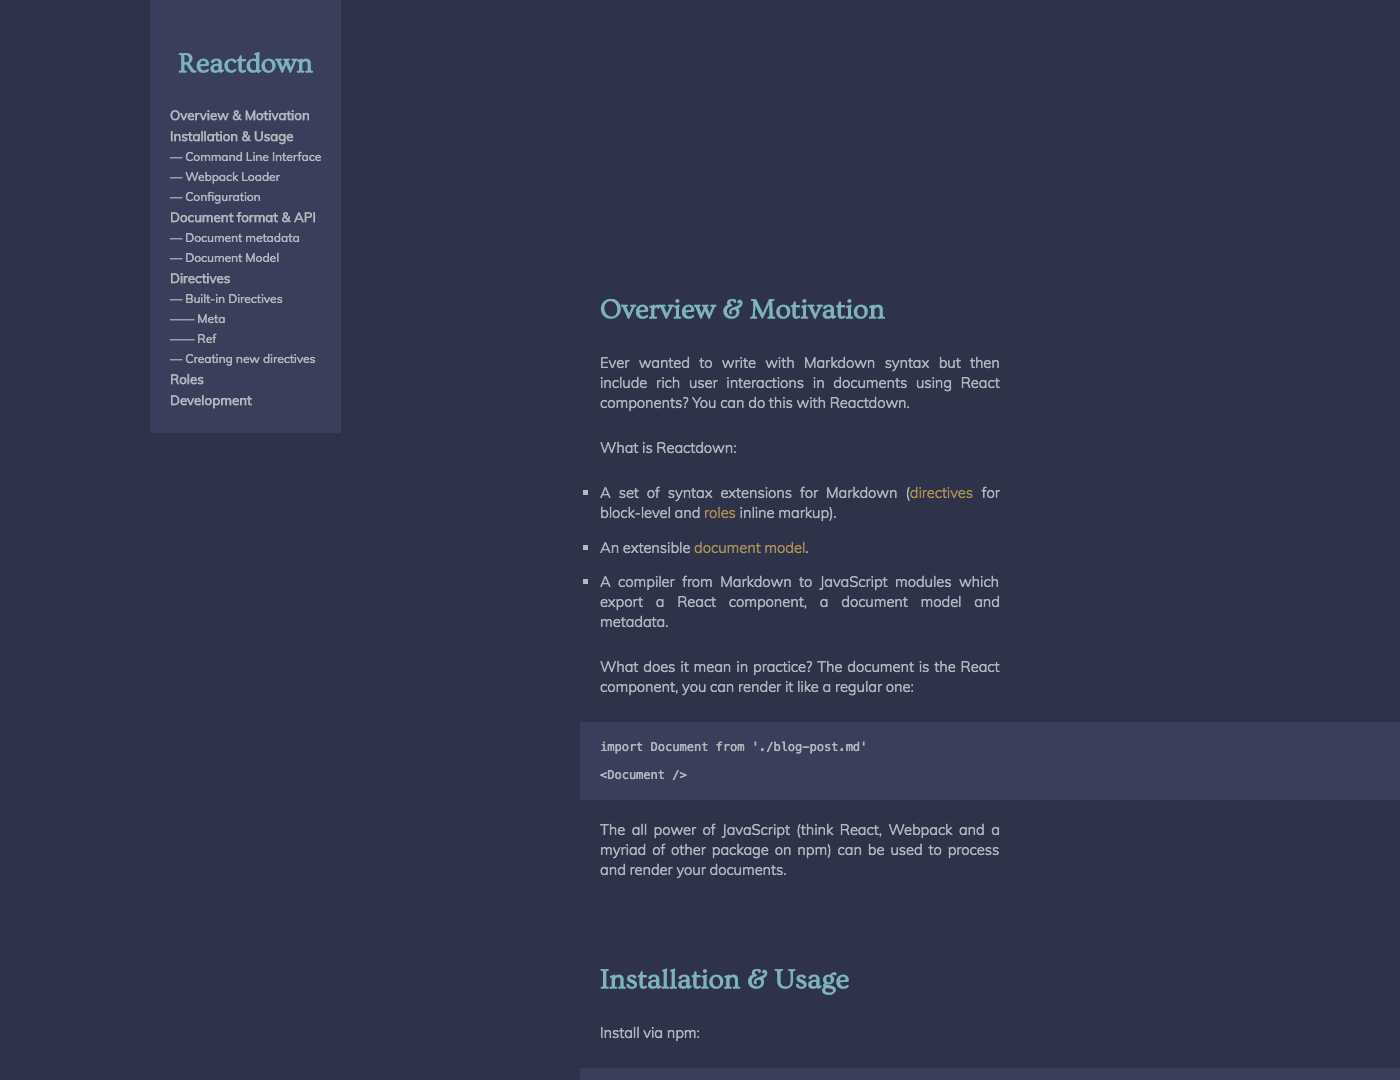 Reactdown
Overview & Motivation
Installation & Usage
— Command Line Interface
— Webpack Loader
— Configuration
Document format & API
— Document metadata
— Document Model
Directives
— Built-in Directives
—— Meta
—— Ref
— Creating new directives
Roles
Development
Overview & Motivation
Ever wanted to write with Markdown syntax but then
include rich user interactions in documents using React
components? You can do this with Reactdown.
What is Reactdown:
▪ A set of syntax extensions for Markdown (directives for
block-level and roles inline markup).
▪ An extensible document model.
▪ A compiler from Markdown to JavaScript modules which
export a React component, a document model and
metadata.
What does it mean in practice? The document is the React
component, you can render it like a regular one:
import Document from './blog-post.md'
<Document />
The all power of JavaScript (think React, Webpack and a
myriad of other package on npm) can be used to process
and render your documents.
Installation & Usage
Install via npm: